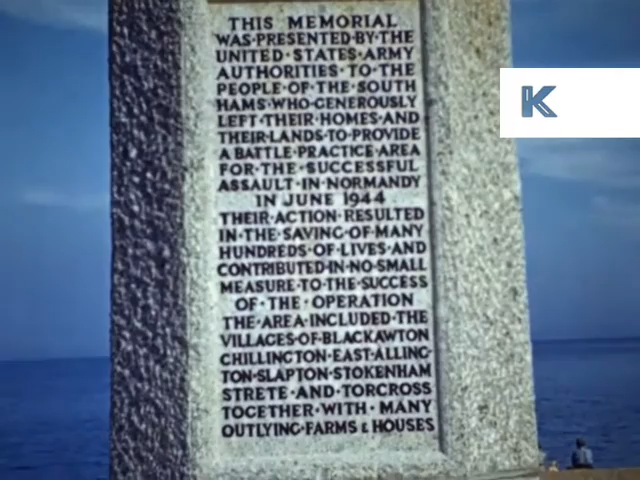 THIS MEMORIAL
WAS·PRESENTED·BY·THE
UNITED·STATES·ARMY
AUTHORITIES·TO·THE
PEOPLE·OF·THE·SOUTH
HAMS·WHO·GENEROUSLY
LEFT·THEIR·HOMES·AND
THEIR·LANDS·TO·PROVIDE
A·BATTLE·PRACTICE·AREA
FOR·THE·SUCCESSFUL
ASSAULT·IN·NORMANDY
IN JUNE 1944
THEIR·ACTION·RESULTED
IN·THE·SAVING·OF·MANY
HUNDREDS·OF·LIVES·AND
CONTRIBUTED·IN·NO·SMALL
MEASURE·TO·THE·SUCCESS
OF·THE·OPERATION
THE·AREA·INCLUDED·THE
VILLAGES·OF·BLACKAWTON
CHILLINGTON·EAST·ALLING-
TON·SLAPTON·STOKENHAM
STRETE·AND·TORCROSS
TOGETHER·WITH·MANY
OUTLYING·FARMS & HOUSES
K